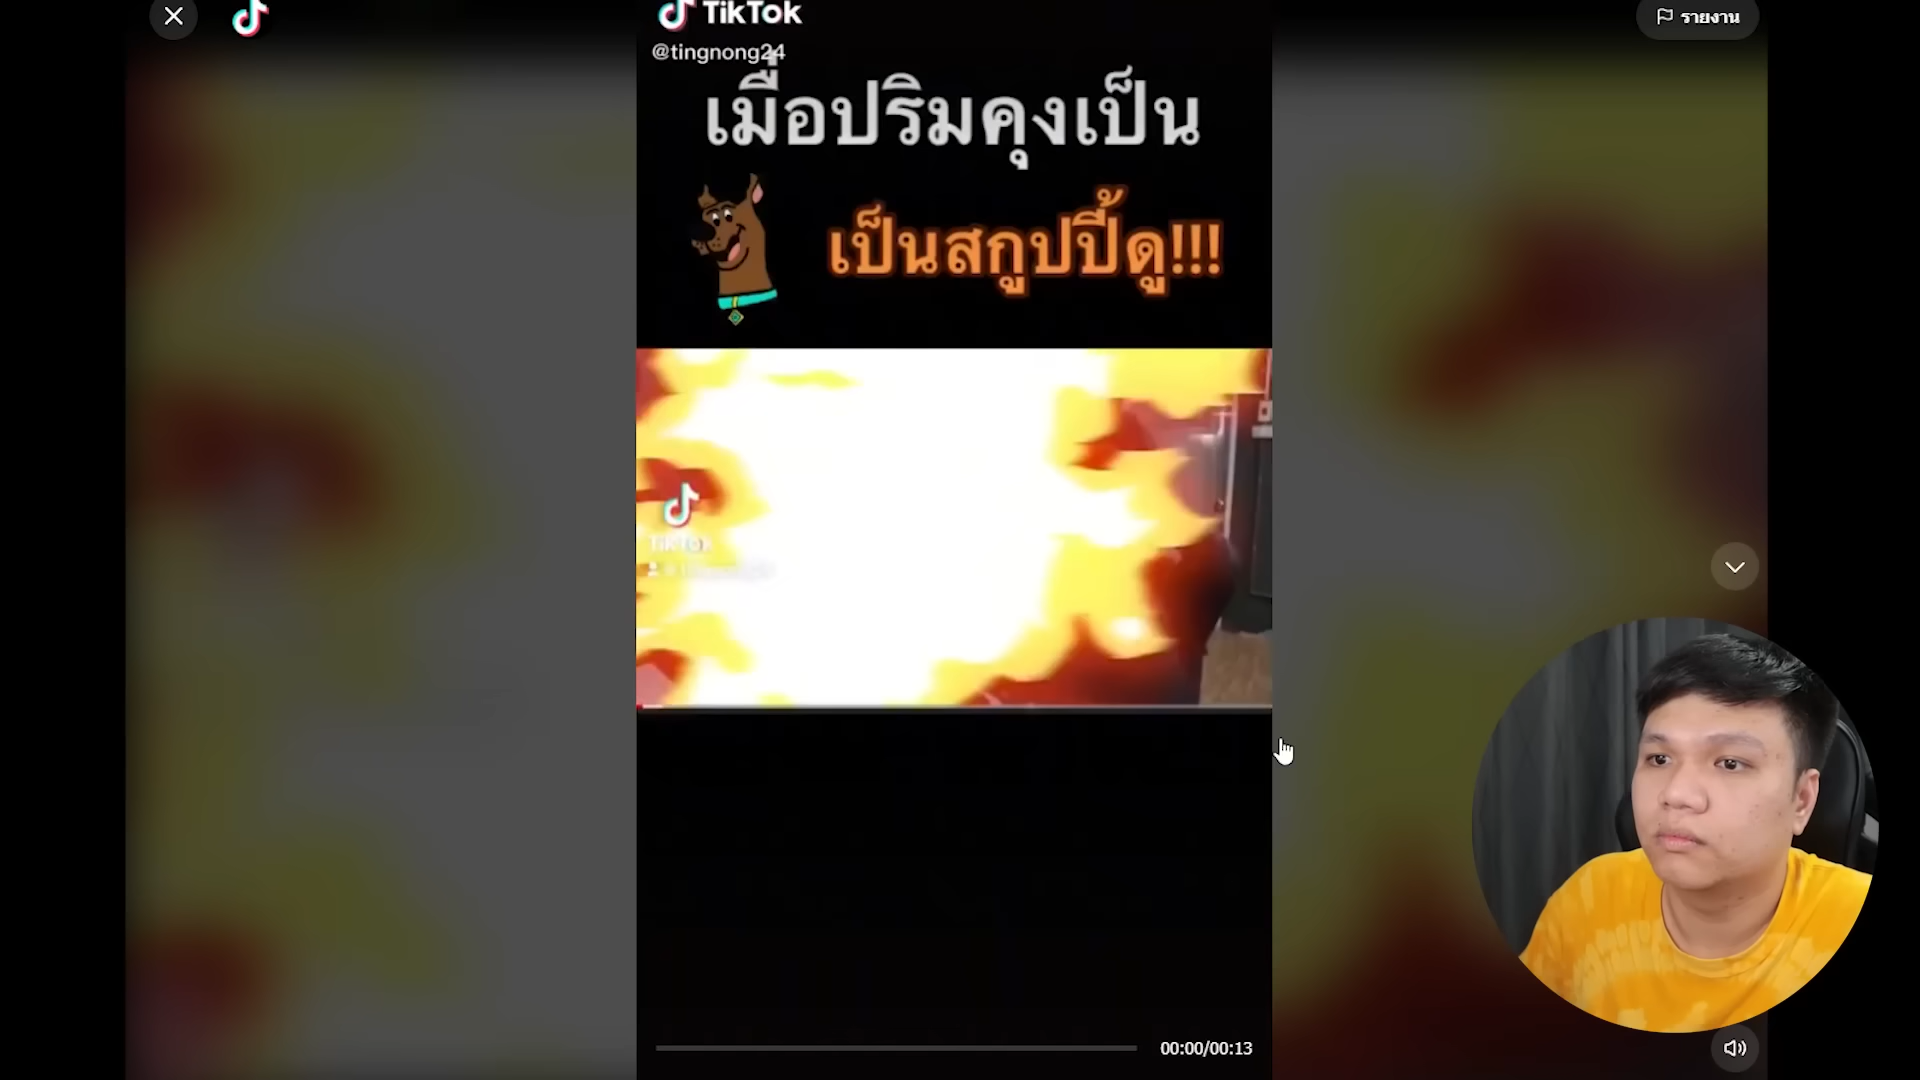 TikTok
รายงาน
@tingnong24
เมื่อปริมคุงเป็น
เป็นสกูปปี้ดู!!!
TikTok
00:00/00:13